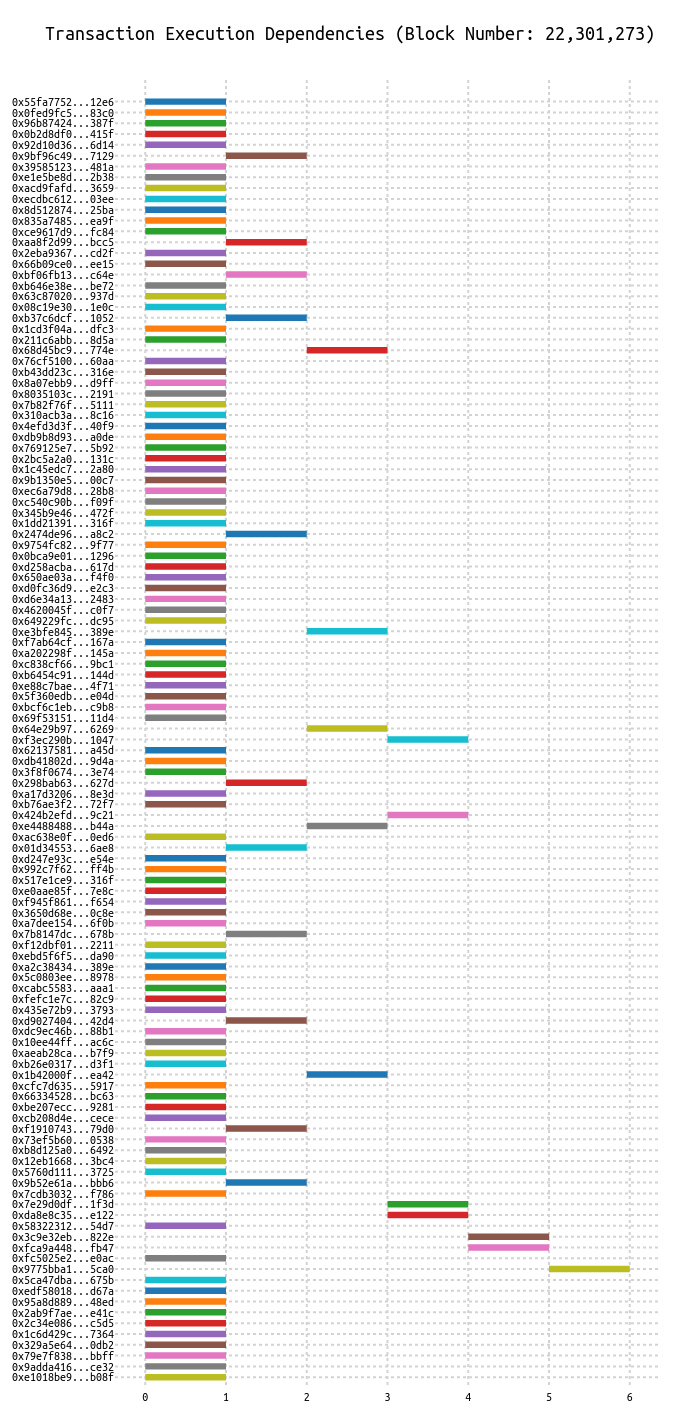 Transaction Execution Dependencies (Block Number: 22,301,273)
0x55fa7752...12e6
0x0fed9fc5...83c0
0x96b87424...387f
0x0b2d8df0...415f
0x92d10d36...6d14
0x9bf96c49...7129
0x39585123...481a
0xe1e5be8d...2b38
0xacd9fafd...3659
0xecdbc612...03ee
0x8d512874...25ba
0x835a7485...ea9f
0xce9617d9...fc84
0xaa8f2d99...bcc5
0x2eba9367...cd2f
0x66b09ce0...ee15
0xbf06fb13...c64e
0xb646e38e...be72
0x63c87020...937d
0x08c19e30...1e0c
0xb37c6dcf...1052
0x1cd3f04a...dfc3
0x211c6abb...8d5a
0x68d45bc9...774e
0x76cf5100...60aa
0xb43dd23c...316e
0x8a07ebb9...d9ff
0x8035103c...2191
0x7b82f76f...5111
0x310acb3a...8c16
0x4efd3d3f...40f9
0xdb9b8d93...a0de
0x769125e7...5b92
0x2bc5a2a0...131c
0x1c45edc7...2a80
0x9b1350e5...00c7
0xec6a79d8...28b8
0xc540c90b...f09f
0x345b9e46...472f
0x1dd21391...316f
0x2474de96...a8c2
0x9754fc82...9f77
0x0bca9e01...1296
0xd258acba...617d
0x650ae03a...f4f0
0xd0fc36d9...e2c3
0xd6e34a13...2483
0x4620045f...c0f7
0x649229fc...dc95
0xe3bfe845...389e
0xf7ab64cf...167a
0xa202298f...145a
0xc838cf66...9bc1
0xb6454c91...144d
0xe88c7bae...4f71
0x5f360edb...e04d
0xbcf6c1eb...c9b8
0x69f53151...11d4
0x64e29b97...6269
0xf3ec290b...1047
0x62137581...a45d
0xdb41802d...9d4a
0x3f8f0674...3e74
0x298bab63...627d
0xa17d3206...8e3d
0xb76ae3f2...72f7
0x424b2efd...9c21
0xe4488488...b44a
0xac638e0f...0ed6
0x01d34553...6ae8
0xd247e93c...e54e
0x992c7f62...ff4b
0x517e1ce9...316f
0xe0aae85f...7e8c
0xf945f861...f654
0x3650d68e...0c8e
0xa7dee154...6f0b
0x7b8147dc...678b
0xf12dbf01...2211
0xebd5f6f5...da90
0xa2c38434...389e
0x5c0803ee...8978
0xcabc5583...aaa1
0xfefc1e7c...82c9
0x435e72b9...3793
0xd9027404...42d4
0xdc9ec46b...88b1
0x10ee44ff...ac6c
0xaeab28ca...b7f9
0xb26e0317...d3f1
0x1b42000f...ea42
0xcfc7d635...5917
0x66334528...bc63
0xbe207ecc...9281
0xcb208d4e...cece
0xf1910743...79d0
0x73ef5b60...0538
0xb8d125a0...6492
0x12eb1668...3bc4
0x5760d111...3725
0x9b52e61a...bbb6
0x7cdb3032...f786
0x7e29d0df...1f3d
0xda8e8c35...e122
0x58322312...54d7
0x3c9e32eb...822e
0xfca9a448...fb47
0xfc5025e2...e0ac
0x9775bba1...5ca0
0x5ca47dba...675b
0xedf58018...d67a
0x95a8d889...48ed
0x2ab9f7ae...e41c
0x2c34e086...c5d5
0x1c6d429c...7364
0x329a5e64...0db2
0x79e7f838...bbff
0x9adda416...ce32
0xe1018be9...b08f
0 1 2 3 4 5 6